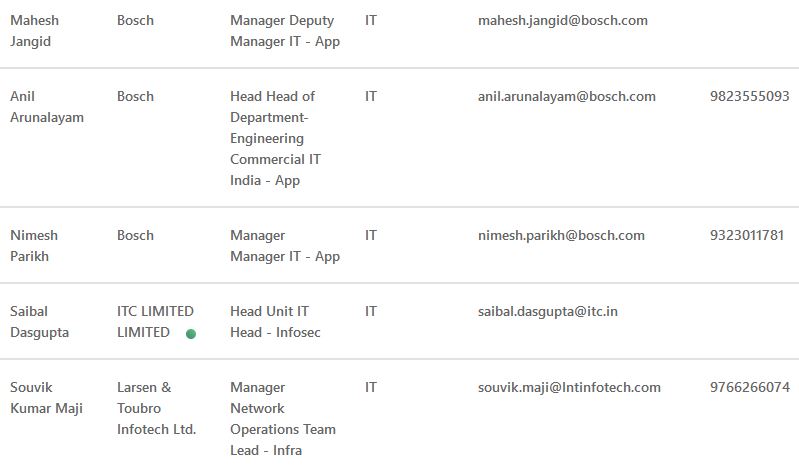 Mahesh Jangid Bosch Manager Deputy Manager IT - App IT mahesh.jangid@bosch.com
Anil Arunalayam Bosch Head Head of Department- Engineering Commercial IT India - App IT anil.arunalayam@bosch.com 9823555093
Nimesh Parikh Bosch Manager Manager IT - App IT nimesh.parikh@bosch.com 9323011781
Saibal Dasgupta ITC LIMITED LIMITED Head Unit IT Head - Infosec IT saibal.dasgupta@itc.in
Souvik Kumar Maji Larsen & Toubro Infotech Ltd. Manager Network Operations Team Lead - Infra IT souvik.maji@lntinfotech.com 9766266074